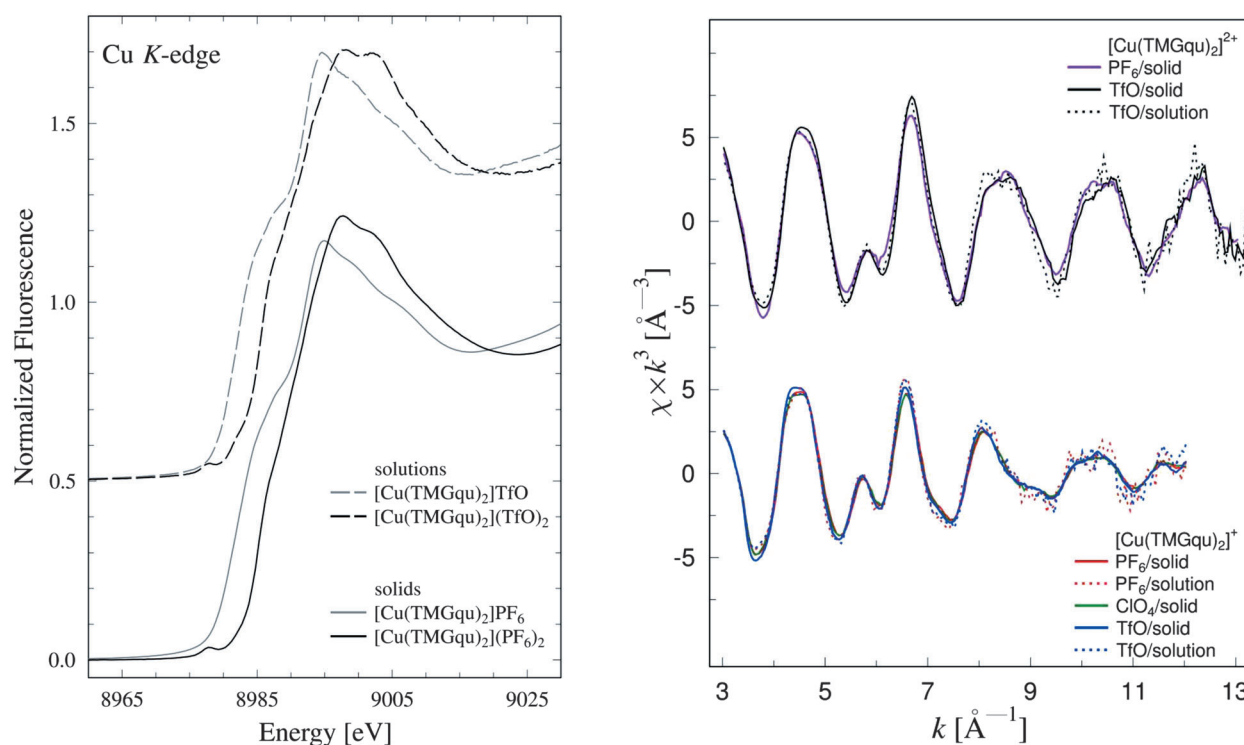 Cu K-edge
Normalized Fluorescence
1.5
1.0
0.5
0.0
solutions
[Cu(TMGqu)₂]TfO
[Cu(TMGqu)₂](TfO)₂
solids
[Cu(TMGqu)₂]PF₆
[Cu(TMGqu)₂](PF₆)₂
8965 8985 9005 9025
Energy [eV]
χ×k³ [Å—³]
[Cu(TMGqu)₂]²⁺
PF₆/solid
TfO/solid
TfO/solution
5
0
-5
5
0
-5
[Cu(TMGqu)₂]⁺
PF₆/solid
PF₆/solution
ClO₄/solid
TfO/solid
TfO/solution
3 5 7 9 11 13
k [Å—¹]